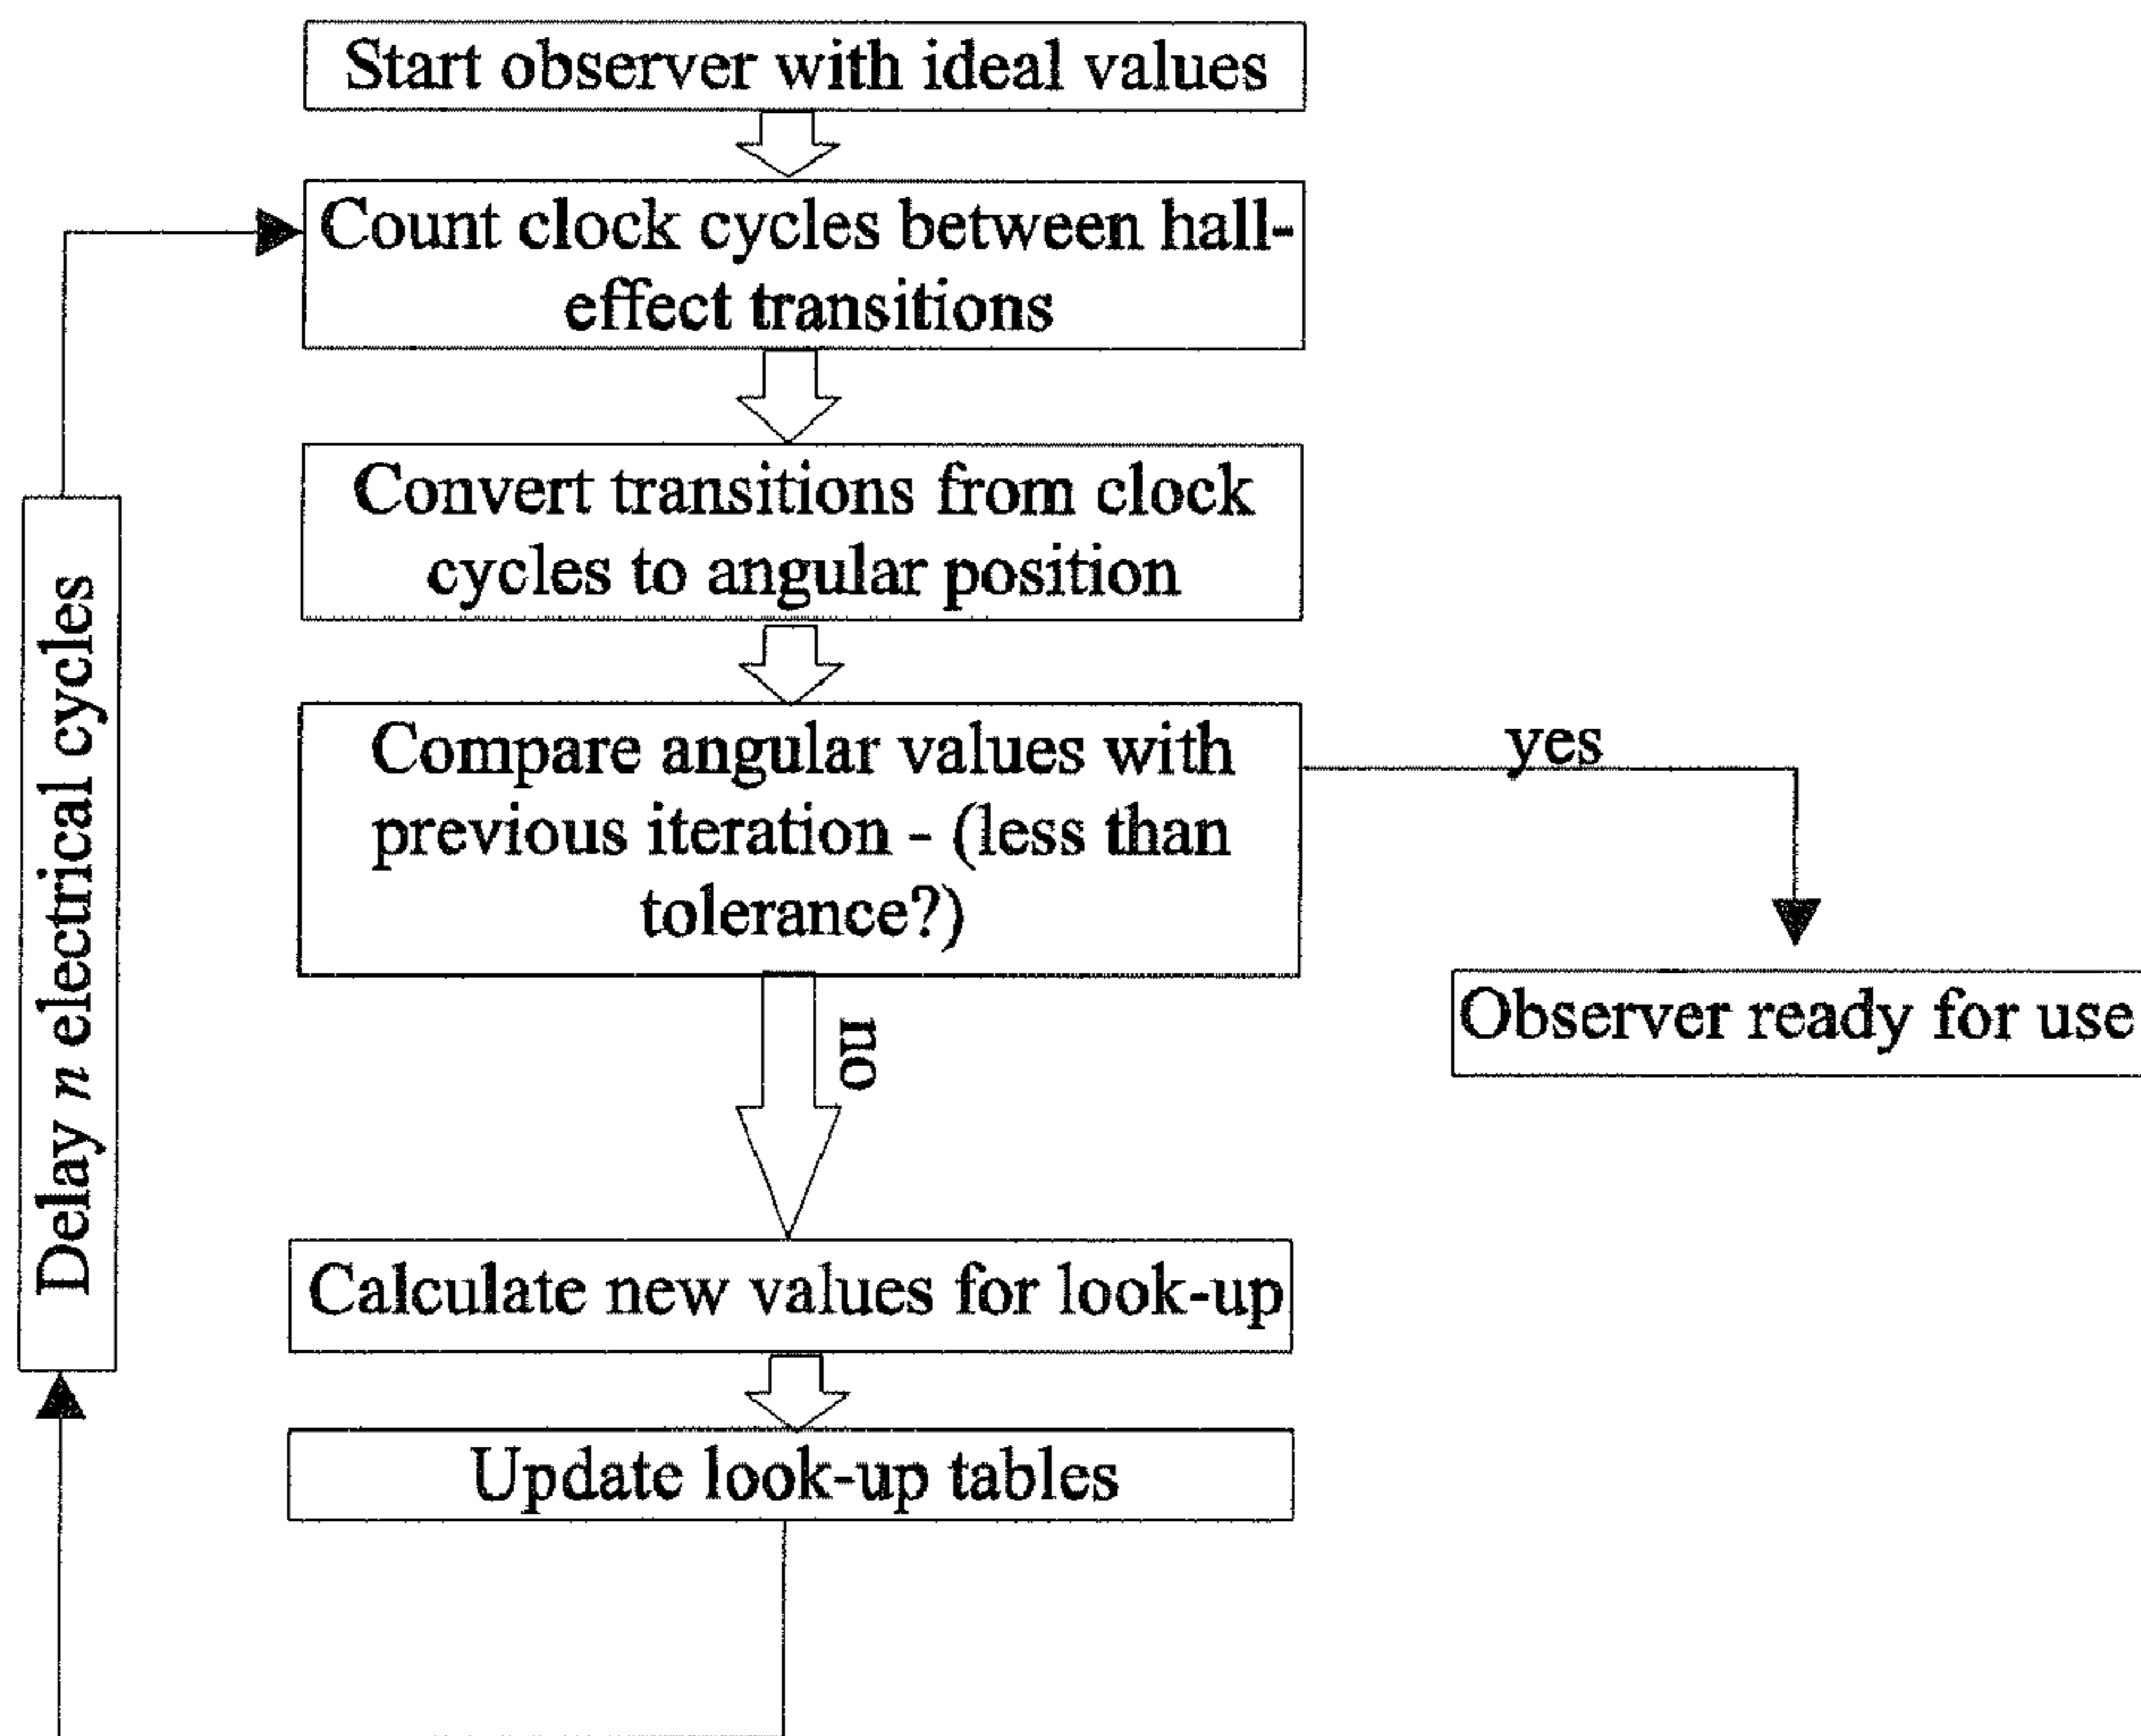 Start observer with ideal values
Count clock cycles between hall-
effect transitions
Convert transitions from clock
cycles to angular position
Compare angular values with
previous iteration - (less than
tolerance?)
yes
Observer ready for use
no
Calculate new values for look-up
Update look-up tables
Delay n electrical cycles